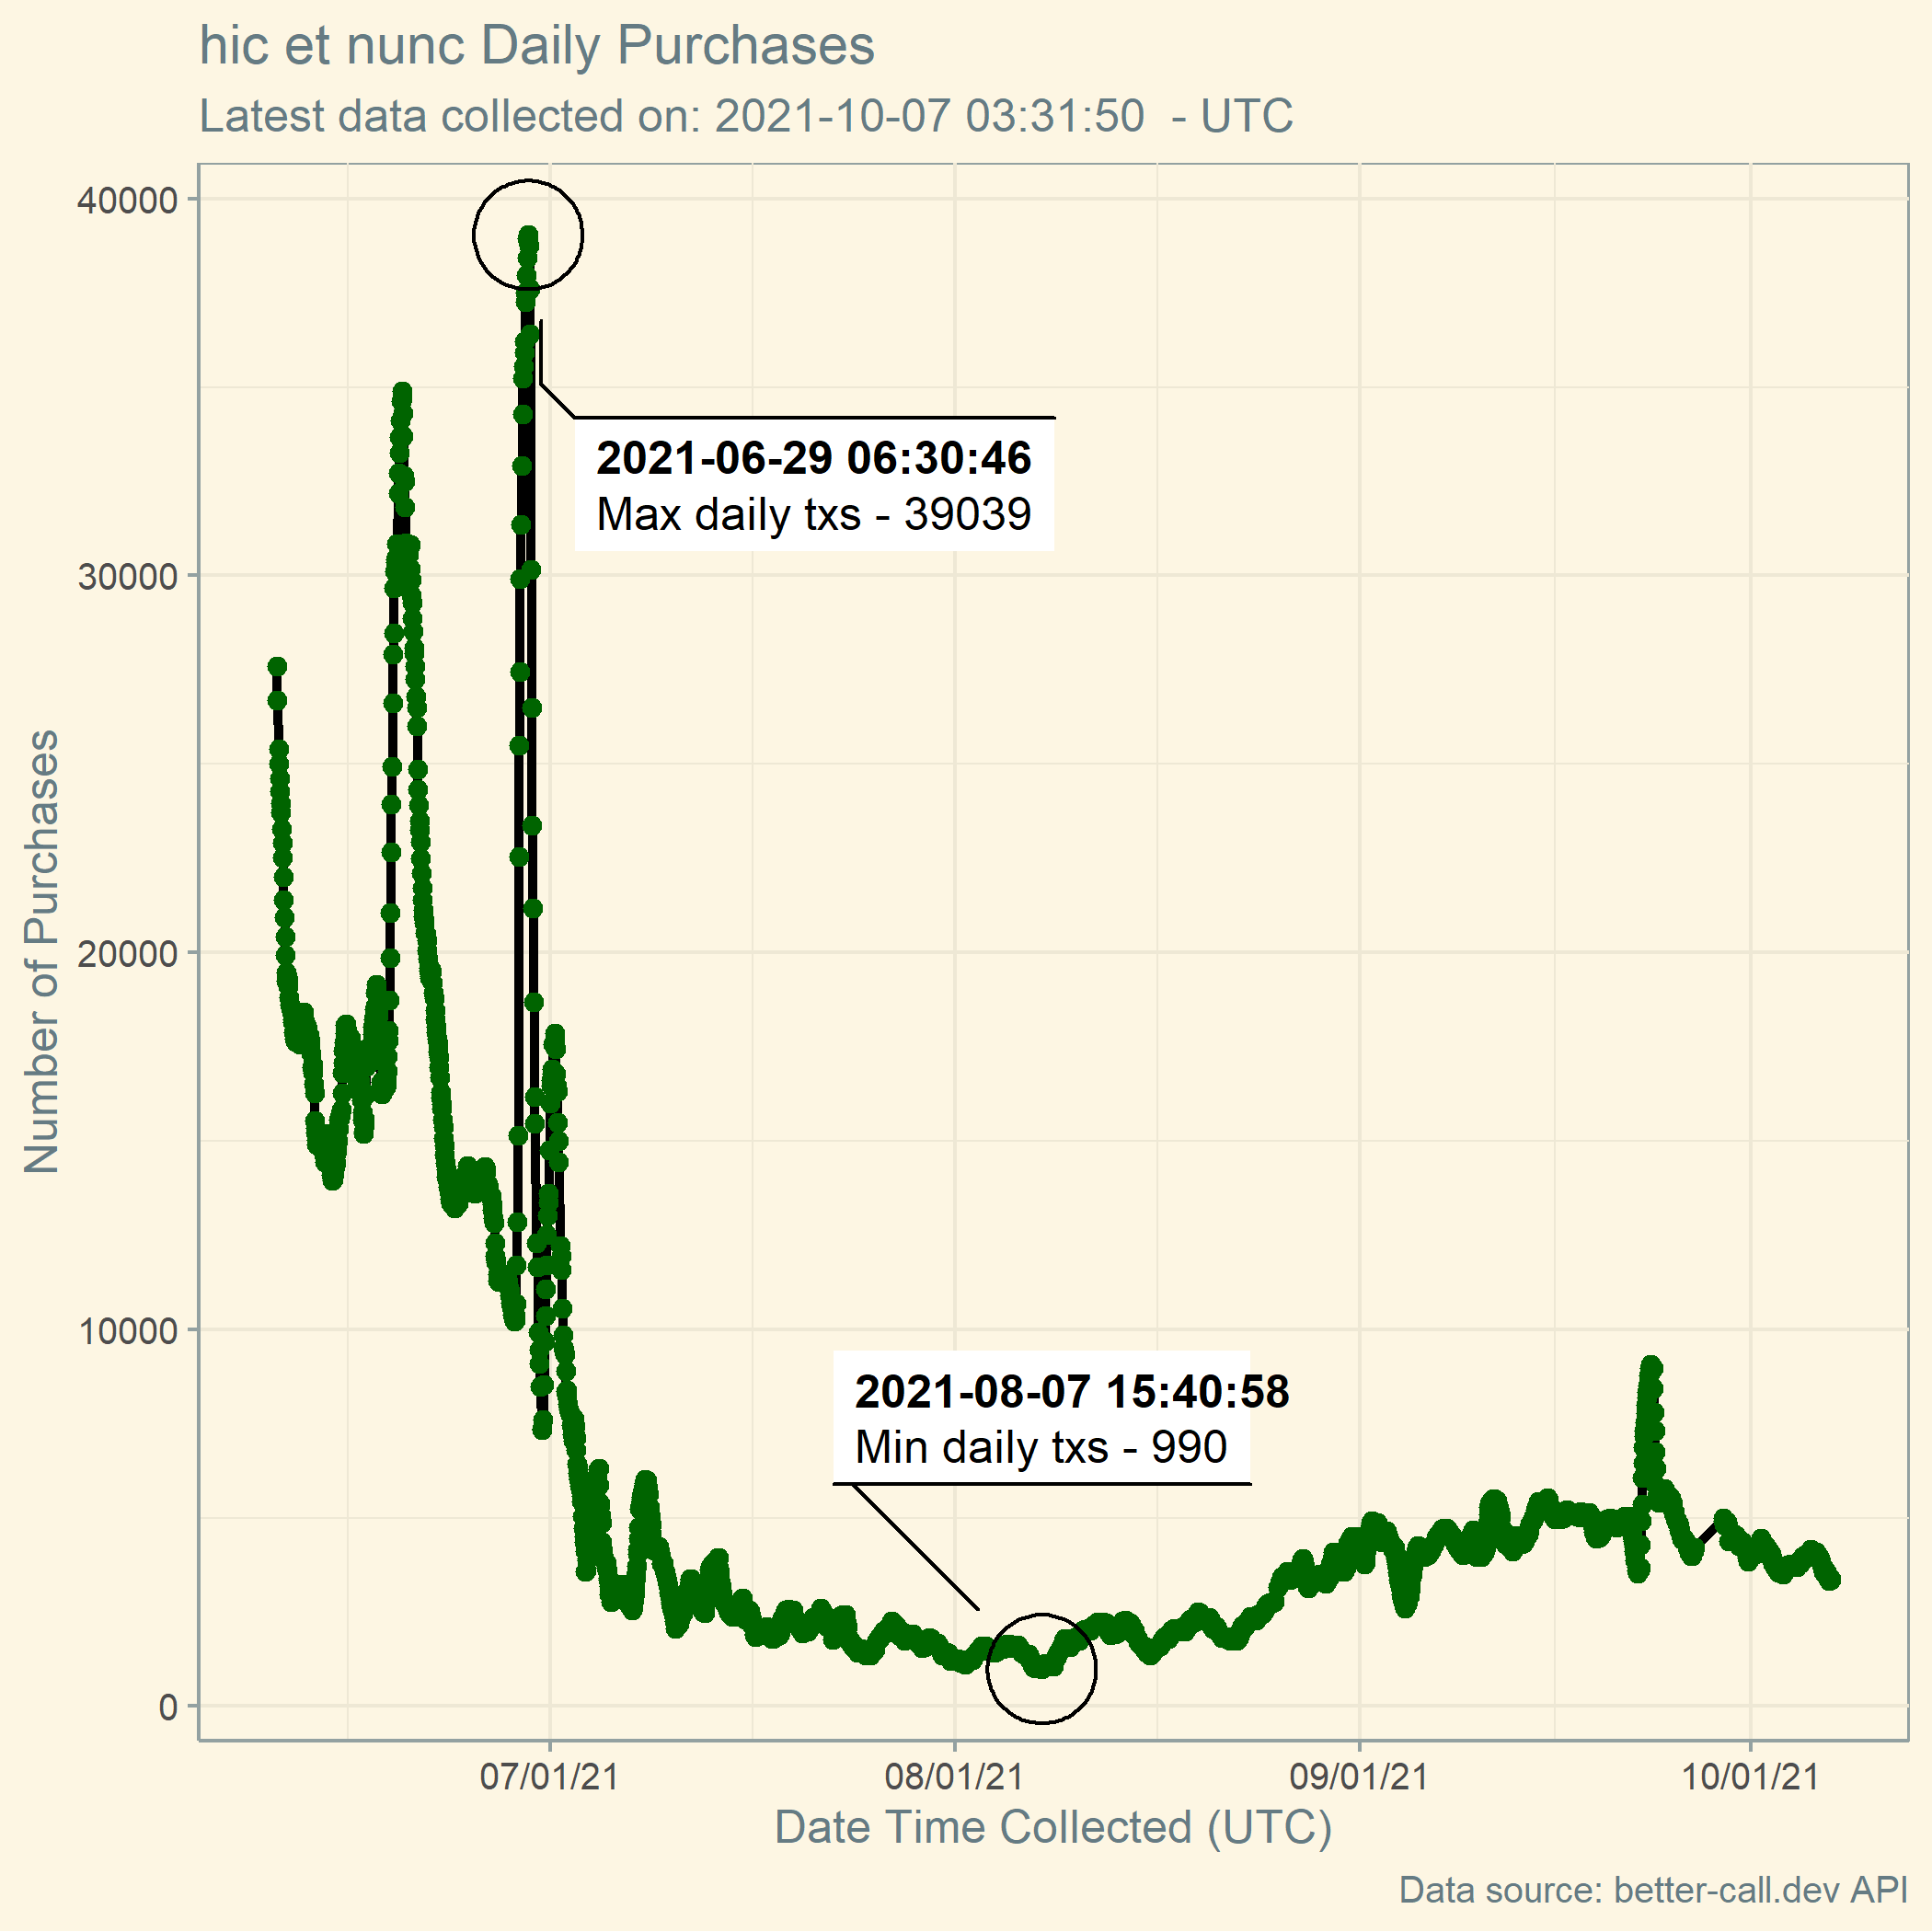 hic et nunc Daily Purchases
Latest data collected on: 2021-10-07 03:31:50  - UTC
Number of Purchases
40000
30000
20000
10000
0
2021-06-29 06:30:46
Max daily txs - 39039
2021-08-07 15:40:58
Min daily txs - 990
07/01/21 08/01/21 09/01/21 10/01/21
Date Time Collected (UTC)
Data source: better-call.dev API